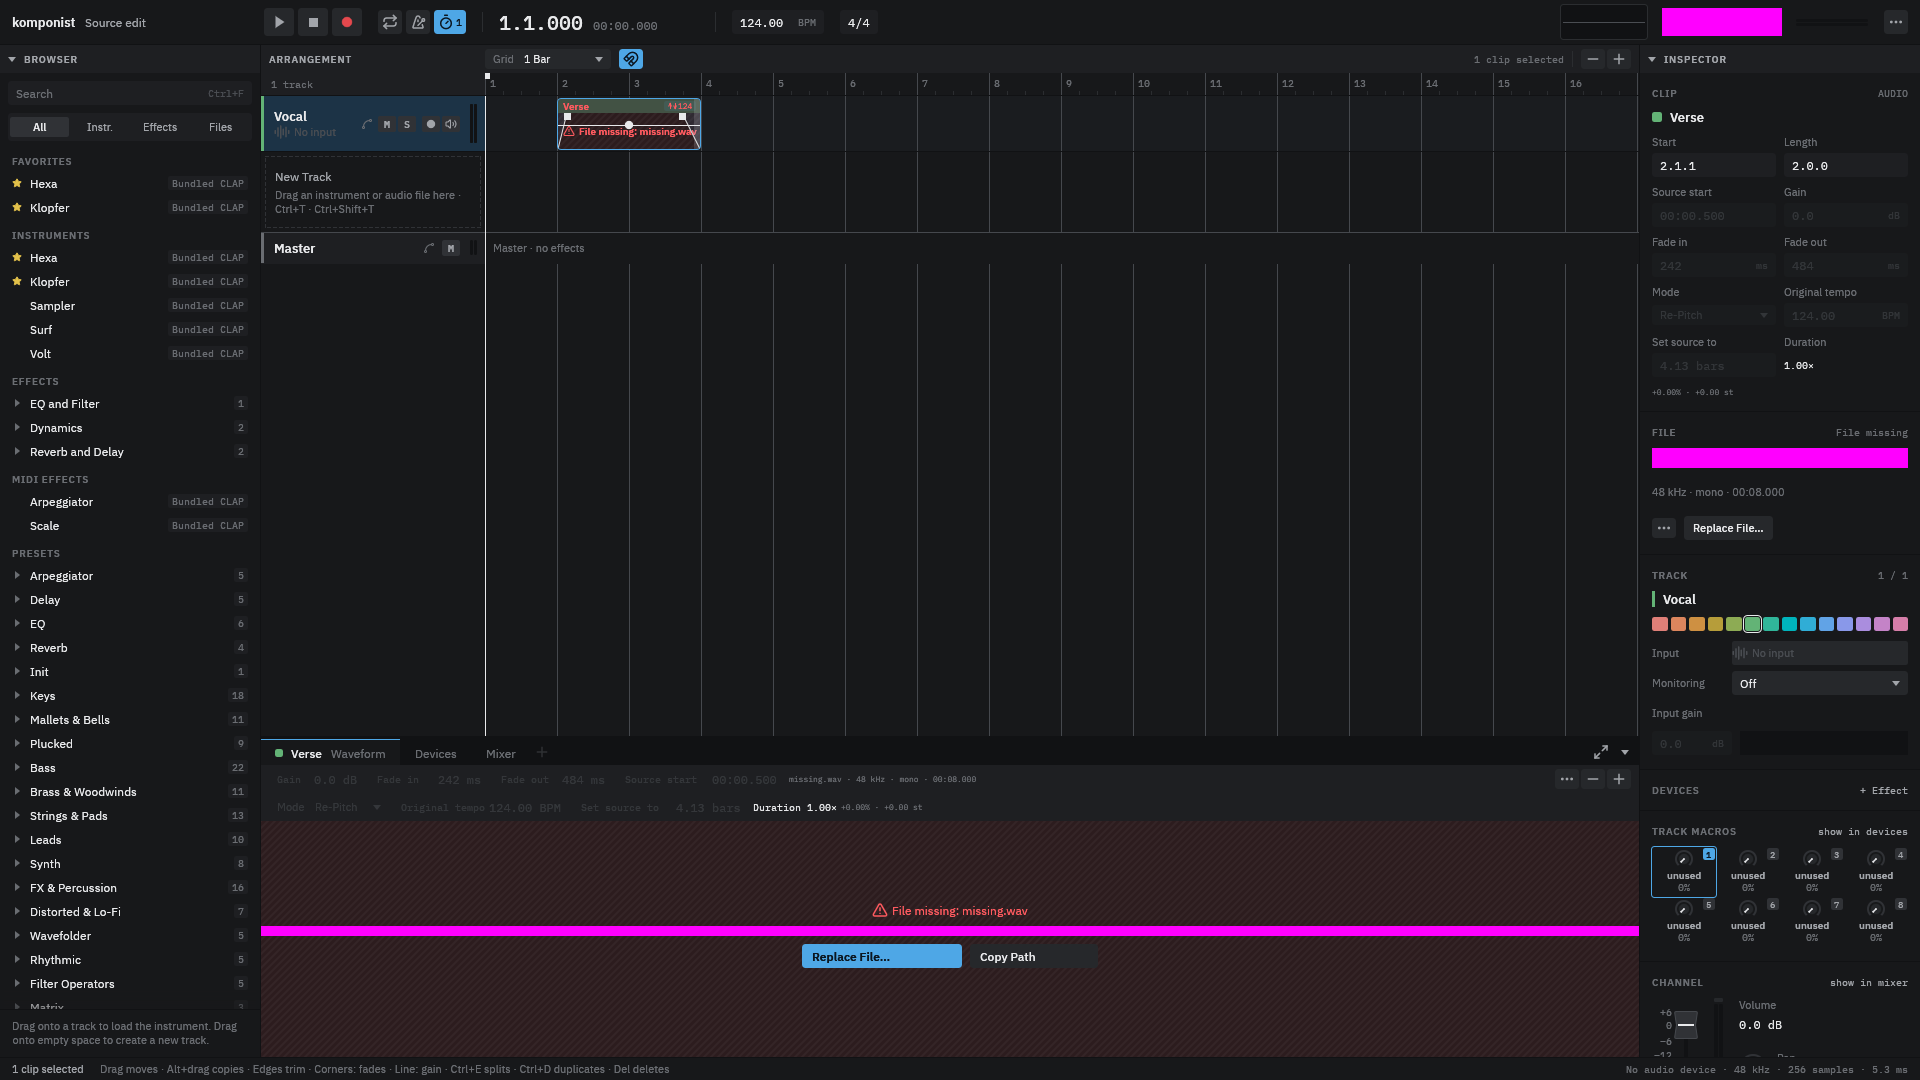 komponist Source edit
1
1.1.000 00:00.000
124.00 BPM
4/4
BROWSER
Search Ctrl+F
All Instr. Effects Files
FAVORITES
Hexa Bundled CLAP
Klopfer Bundled CLAP
INSTRUMENTS
Hexa Bundled CLAP
Klopfer Bundled CLAP
Sampler Bundled CLAP
Surf Bundled CLAP
Volt Bundled CLAP
EFFECTS
EQ and Filter 1
Dynamics 2
Reverb and Delay 2
MIDI EFFECTS
Arpeggiator Bundled CLAP
Scale Bundled CLAP
PRESETS
Arpeggiator 5
Delay 5
EQ 6
Reverb 4
Init 1
Keys 18
Mallets & Bells 11
Plucked 9
Bass 22
Brass & Woodwinds 11
Strings & Pads 13
Leads 10
Synth 8
FX & Percussion 16
Distorted & Lo-Fi 7
Wavefolder 5
Rhythmic 5
Filter Operators 5
Matrix 3
Drag onto a track to load the instrument. Drag
onto empty space to create a new track.
ARRANGEMENT
Grid 1 Bar
1 clip selected
1 track
1 2 3 4 5 6 7 8 9 10 11 12 13 14 15 16
Vocal
No input
M S
Verse 124
File missing: missing.wav
New Track
Drag an instrument or audio file here ·
Ctrl+T · Ctrl+Shift+T
Master M
Master · no effects
Verse Waveform Devices Mixer +
Gain 0.0 dB Fade in 242 ms Fade out 484 ms Source start 00:00.500 missing.wav · 48 kHz · mono · 00:08.000
Mode Re-Pitch Original tempo 124.00 BPM Set source to 4.13 bars Duration 1.00× +0.00% · +0.00 st
File missing: missing.wav
Replace File... Copy Path
INSPECTOR
CLIP AUDIO
Verse
Start Length
2.1.1 2.0.0
Source start Gain
00:00.500 0.0 dB
Fade in Fade out
242 ms 484 ms
Mode Original tempo
Re-Pitch 124.00 BPM
Set source to Duration
4.13 bars 1.00×
+0.00% · +0.00 st
FILE File missing
48 kHz · mono · 00:08.000
Replace File...
TRACK 1 / 1
Vocal
Input No input
Monitoring Off
Input gain
0.0 dB
DEVICES + Effect
TRACK MACROS show in devices
1 2 3 4
unused unused unused unused
0% 0% 0% 0%
5 6 7 8
unused unused unused unused
0% 0% 0% 0%
CHANNEL show in mixer
Volume
+6
0 0.0 dB
-6
-12
1 clip selected Drag moves · Alt+drag copies · Edges trim · Corners: fades · Line: gain · Ctrl+E splits · Ctrl+D duplicates · Del deletes
No audio device · 48 kHz · 256 samples · 5.3 ms